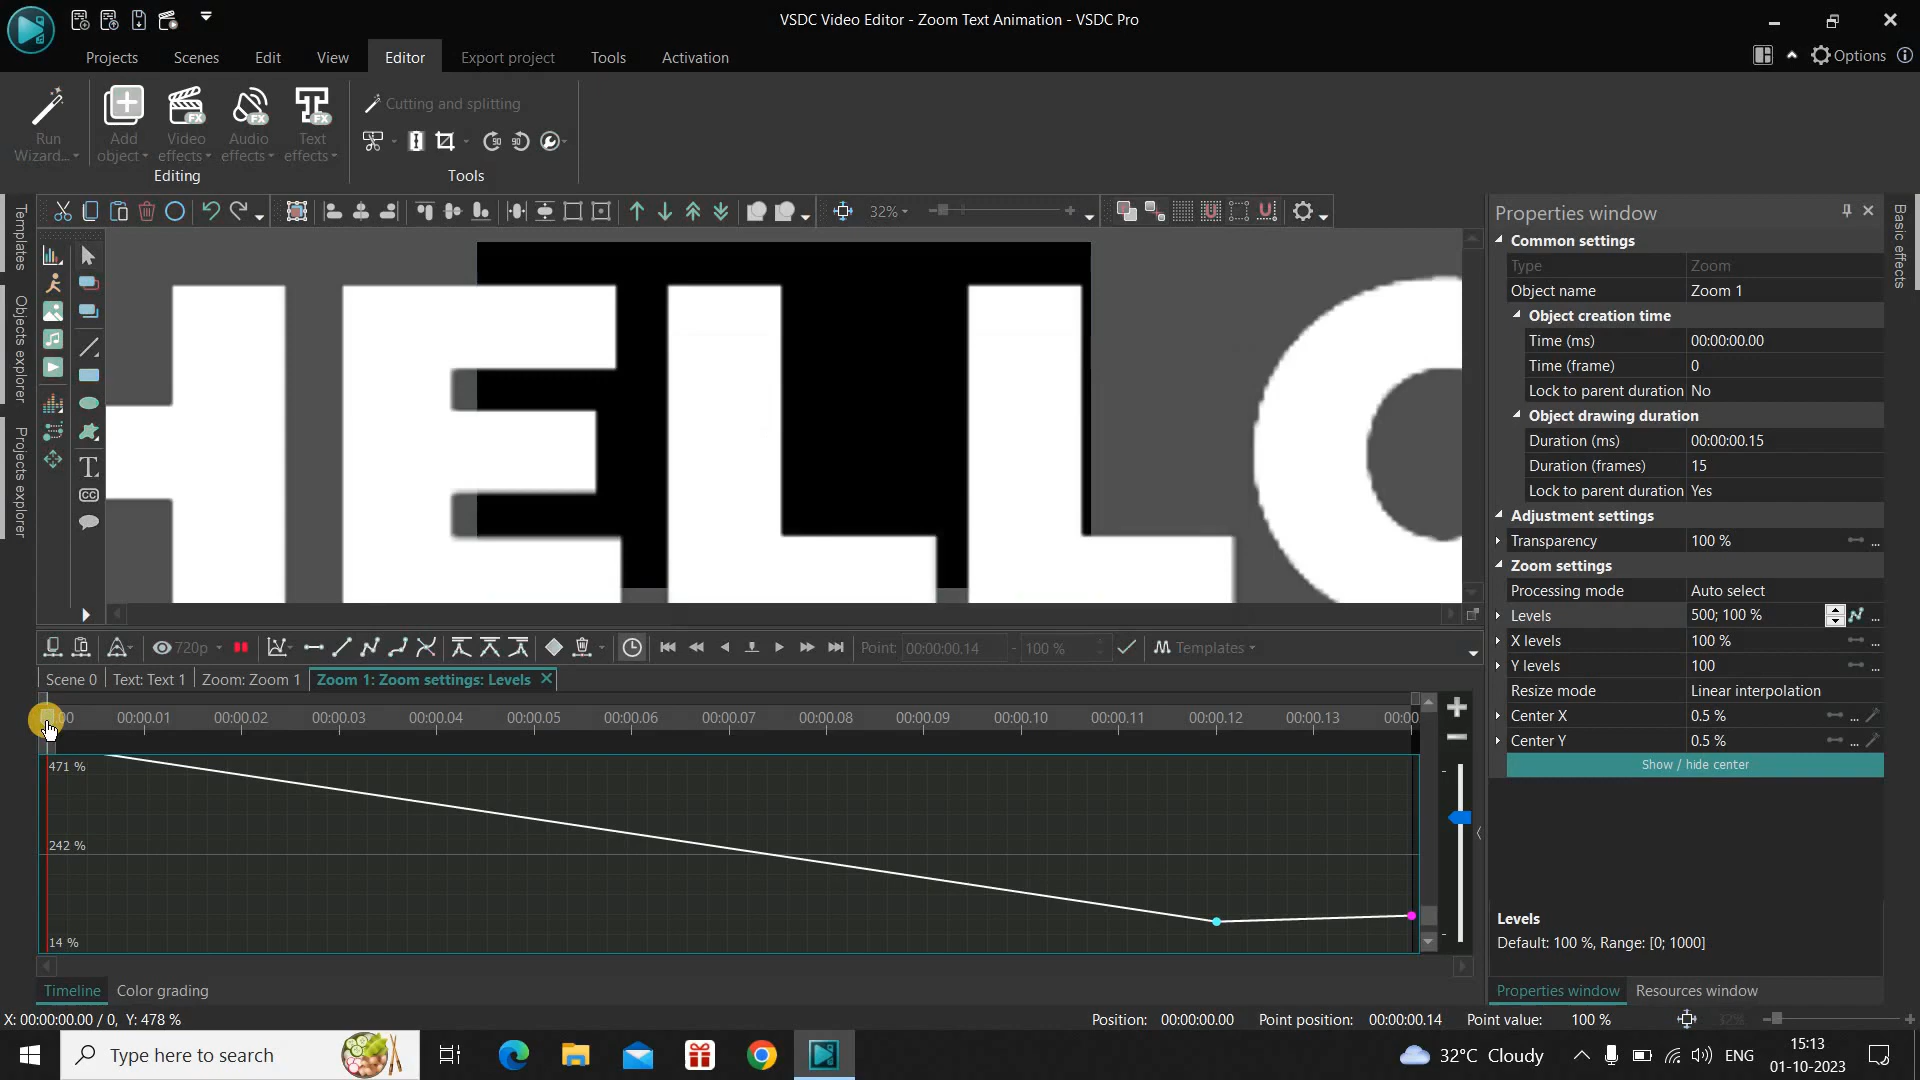 VSDC Video Editor - Zoom Text Animation - VSDC Pro
Projects Scenes Edit View Editor Export project Tools Activation
Options
Run Wizard...
Add object
Video effects
Audio effects
Text effects
Editing
Cutting and splitting
Tools
Templates
Objects explorer
Projects explorer
32%
HELLO
Properties window
Basic effects
Common settings
Type Zoom
Object name Zoom 1
Object creation time
Time (ms) 00:00:00.00
Time (frame) 0
Lock to parent duration No
Object drawing duration
Duration (ms) 00:00:00.15
Duration (frames) 15
Lock to parent duration Yes
Adjustment settings
Transparency 100 % ...
Zoom settings
Processing mode Auto select
Levels 500; 100 % ...
X levels 100 % ...
Y levels 100 ...
Resize mode Linear interpolation
Center X 0.5 % ...
Center Y 0.5 % ...
Show / hide center
Levels
Default: 100 %, Range: [0; 1000]
Properties window Resources window
720p
Point: 00:00:00.14 - 100 %
Templates
Scene 0 Text: Text 1 Zoom: Zoom 1 Zoom 1: Zoom settings: Levels
00:00.01 00:00.02 00:00.03 00:00.04 00:00.05 00:00.06 00:00.07 00:00.08 00:00.09 00:00.10 00:00.11 00:00.12 00:00.13 00:00
471 %
242 %
14 %
Timeline Color grading
X: 00:00:00.00 / 0, Y: 478 %
Position: 00:00:00.00 Point position: 00:00:00.14 Point value: 100 % 32%
Type here to search
32°C Cloudy
ENG
15:13
01-10-2023